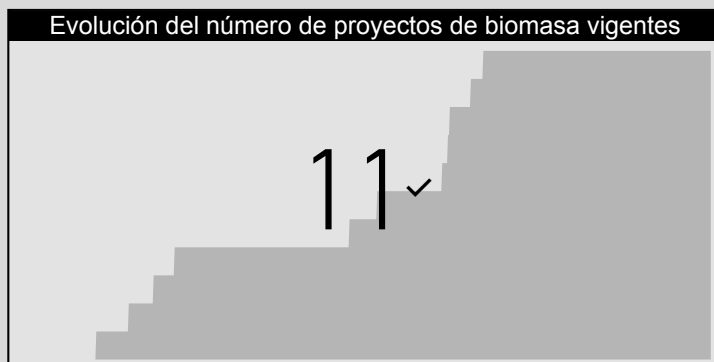 Evolución del número de proyectos de biomasa vigentes
11✓